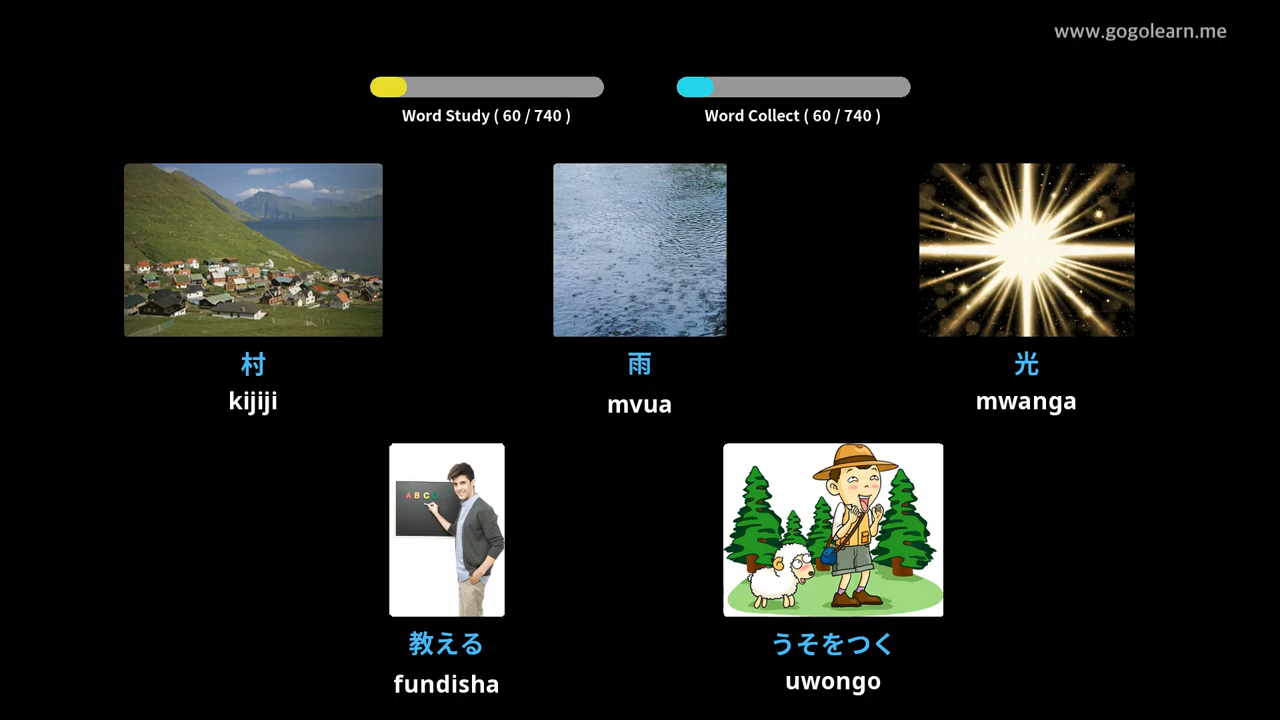 www.gogolearn.me
Word Study ( 60 / 740 )
Word Collect ( 60 / 740 )
村
kijiji
雨
mvua
光
mwanga
A B C D
教える
fundisha
うそをつく
uwongo